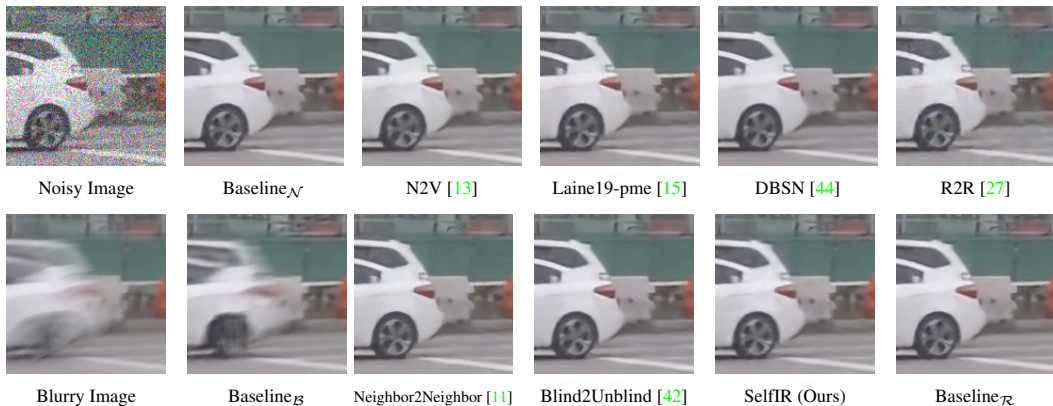 Noisy Image Baseline𝒩 N2V [13] Laine19-pme [15] DBSN [44] R2R [27]
Blurry Image Baselineℬ Neighbor2Neighbor [11] Blind2Unblind [42] SelfIR (Ours) Baselineℛ